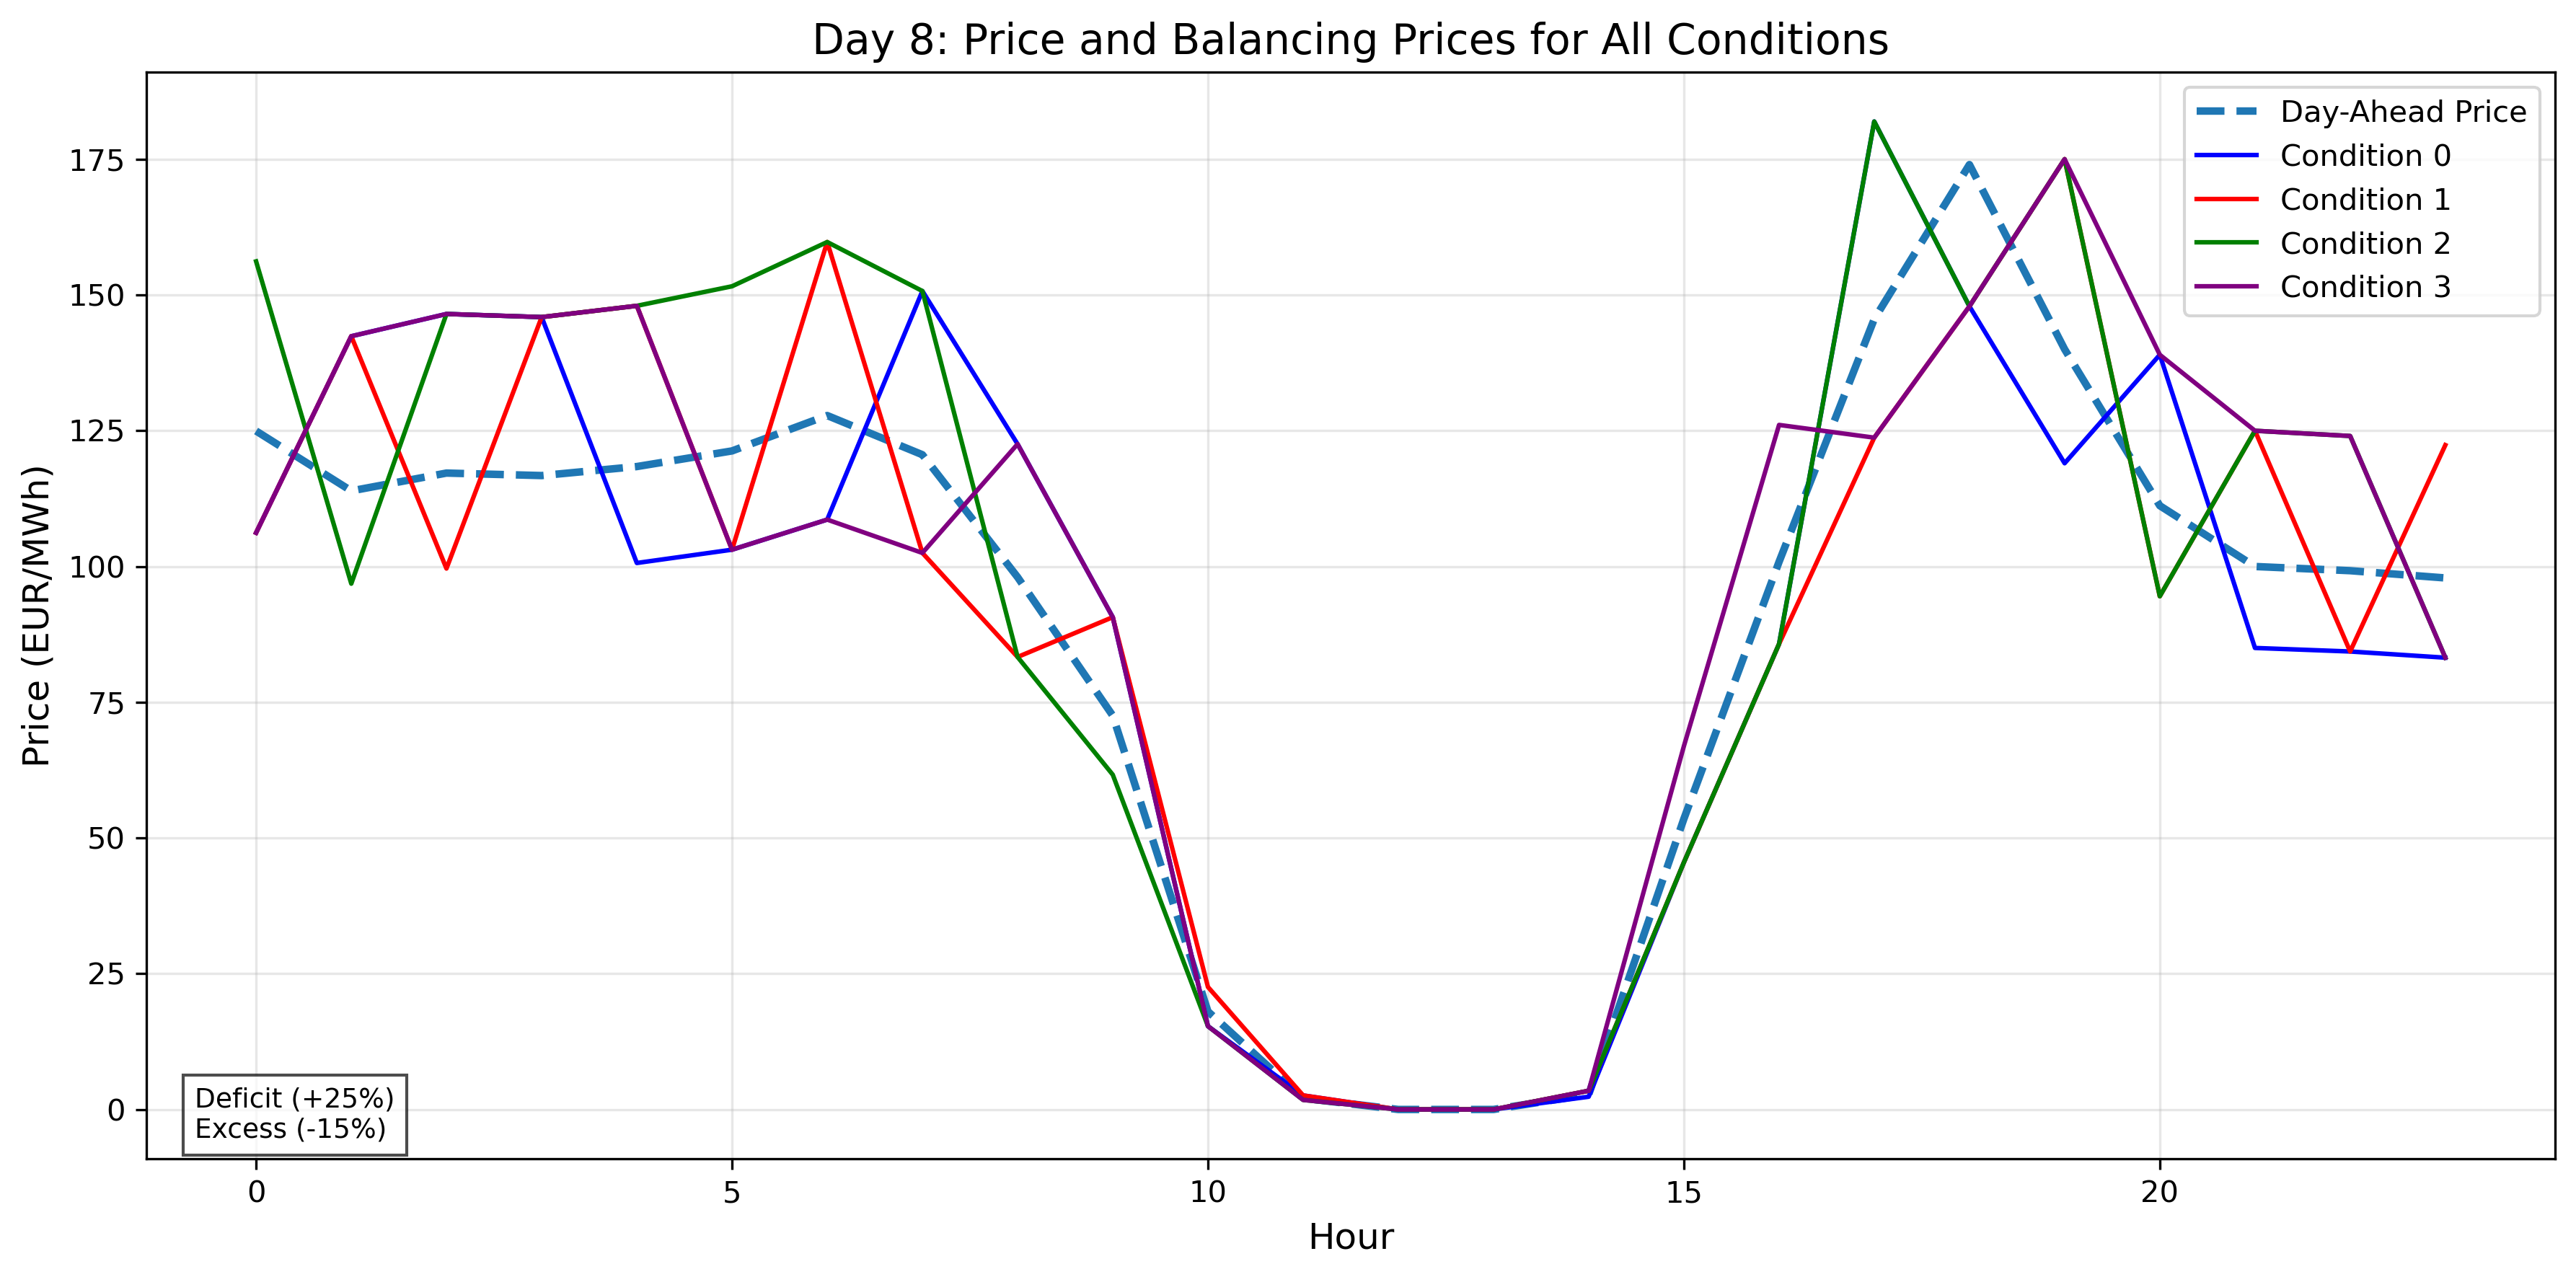 Day 8: Price and Balancing Prices for All Conditions
Price (EUR/MWh)
175
150
125
100
75
50
25
0
Day-Ahead Price
Condition 0
Condition 1
Condition 2
Condition 3
Deficit (+25%)
Excess (-15%)
0 5 10 15 20
Hour